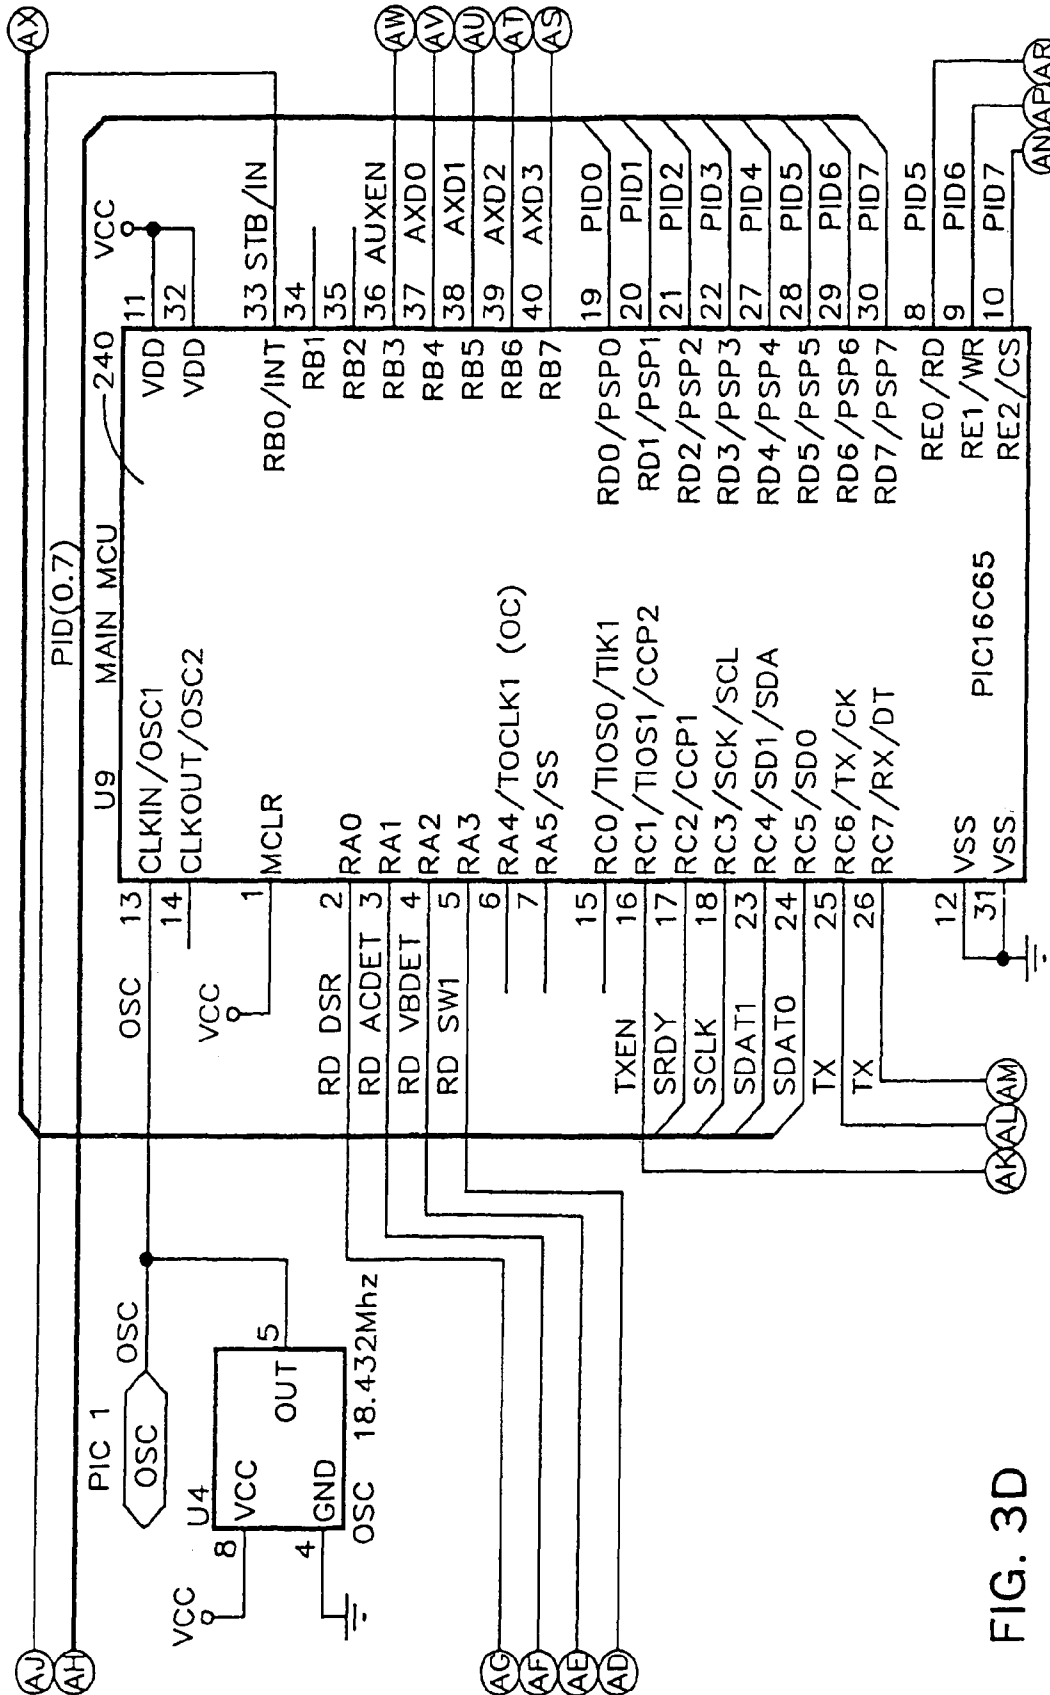 AJ
AH
AX
PID(0.7)
U9 MAIN MCU 240
VCC
PIC 1
OSC
OSC
OSC
U4
VCC
8 VCC
OUT 5
4 GND
OSC 18.432Mhz
13 CLKIN/OSC1
14 CLKOUT/OSC2
VCC
1 MCLR
RD DSR 2 RA0
RD ACDET 3 RA1
RD VBDET 4 RA2
RD SW1 5 RA3
6 RA4/TOCLK1 (OC)
7 RA5/SS
15 RC0/TIOS0/TIK1
TXEN 16 RC1/TIOS1/CCP2
SRDY 17 RC2/CCP1
SCLK 18 RC3/SCK/SCL
SDAT1 23 RC4/SD1/SDA
SDAT0 24 RC5/SD0
TX 25 RC6/TX/CK
TX 26 RC7/RX/DT
12 VSS
31 VSS
VDD 11
VDD 32
RB0/INT 33 STB/IN
RB1 34
RB2 35
RB3 36 AUXEN
RB4 37 AXD0
RB5 38 AXD1
RB6 39 AXD2
RB7 40 AXD3
RD0/PSP0 19 PID0
RD1/PSP1 20 PID1
RD2/PSP2 21 PID2
RD3/PSP3 22 PID3
RD4/PSP4 27 PID4
RD5/PSP5 28 PID5
RD6/PSP6 29 PID6
RD7/PSP7 30 PID7
RE0/RD 8 PID5
RE1/WR 9 PID6
RE2/CS 10 PID7
PIC16C65
AW
AV
AU
AT
AS
AG
AF
AE
AD
AK
AL
AM
AN
AP
AR
FIG. 3D